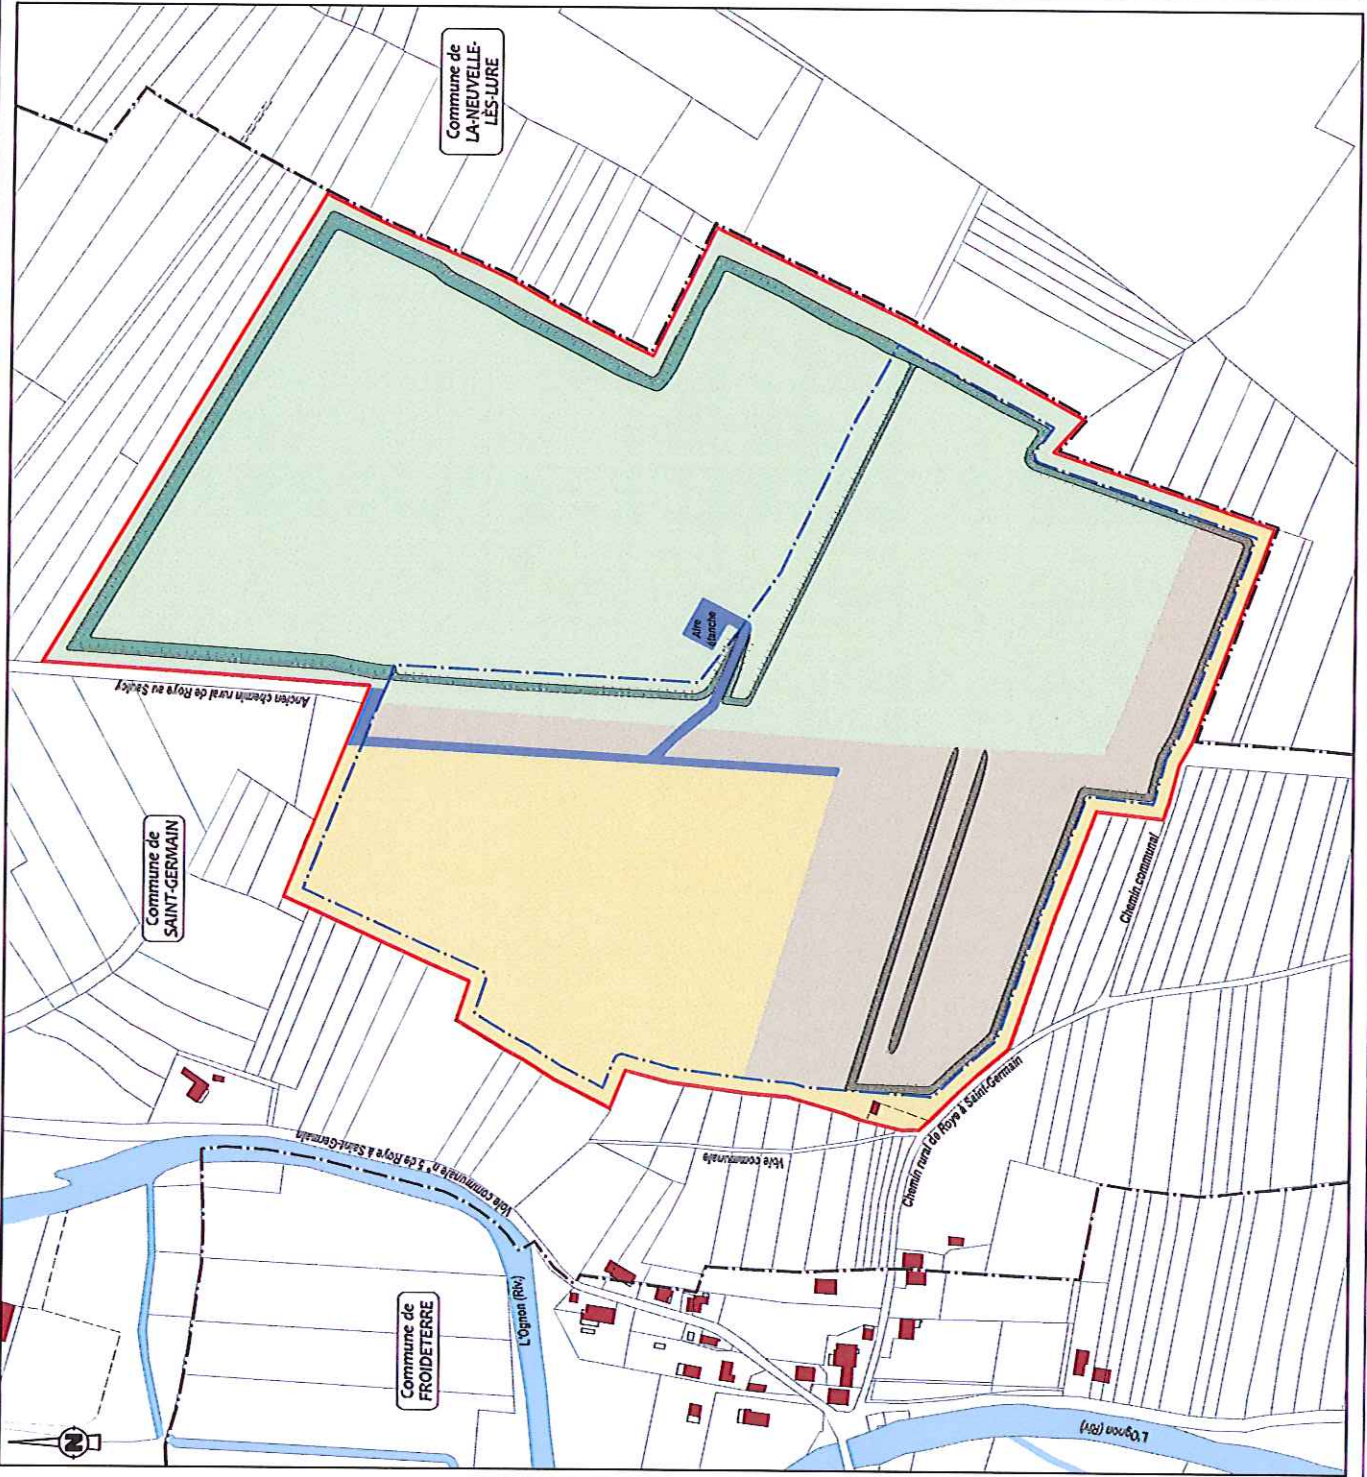 Commune de
LA-NEUVELLE-
LÈS-LURE
Ancien chemin rural de Roye au Saulcy
Aire
étanche
Commune de
SAINT-GERMAIN
Chemin communal
Voie communale n° 5 de Roye à Saint-Germain
Voie communale
Chemin rural de Roye à Saint-Germain
L'Ognon (Riv.)
Commune de
FROIDETERRE
L'Ognon (Riv)
N